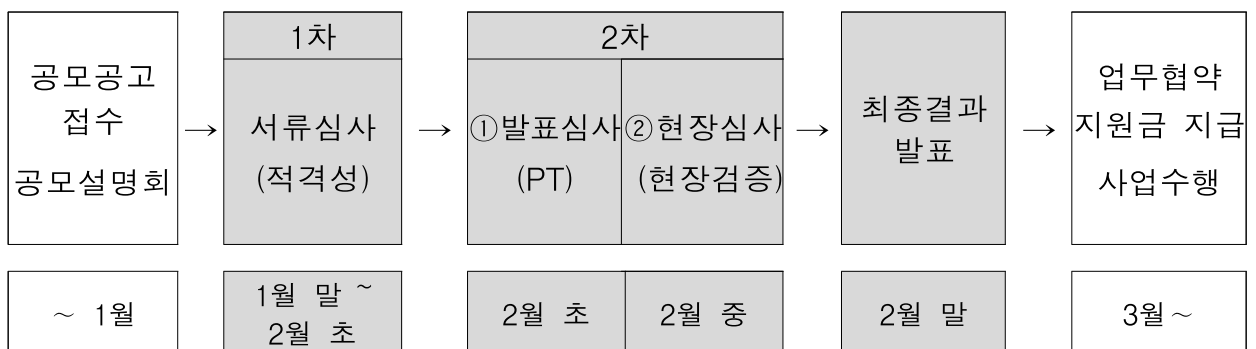 공모공고
접수
공모설명회
→
1차
서류심사
(적격성)
→
2차
①발표심사
(PT)
②현장심사
(현장검증)
→
최종결과
발표
→
업무협약
지원금 지급
사업수행
~ 1월
1월 말 ~
2월 초
2월 초
2월 중
2월 말
3월~